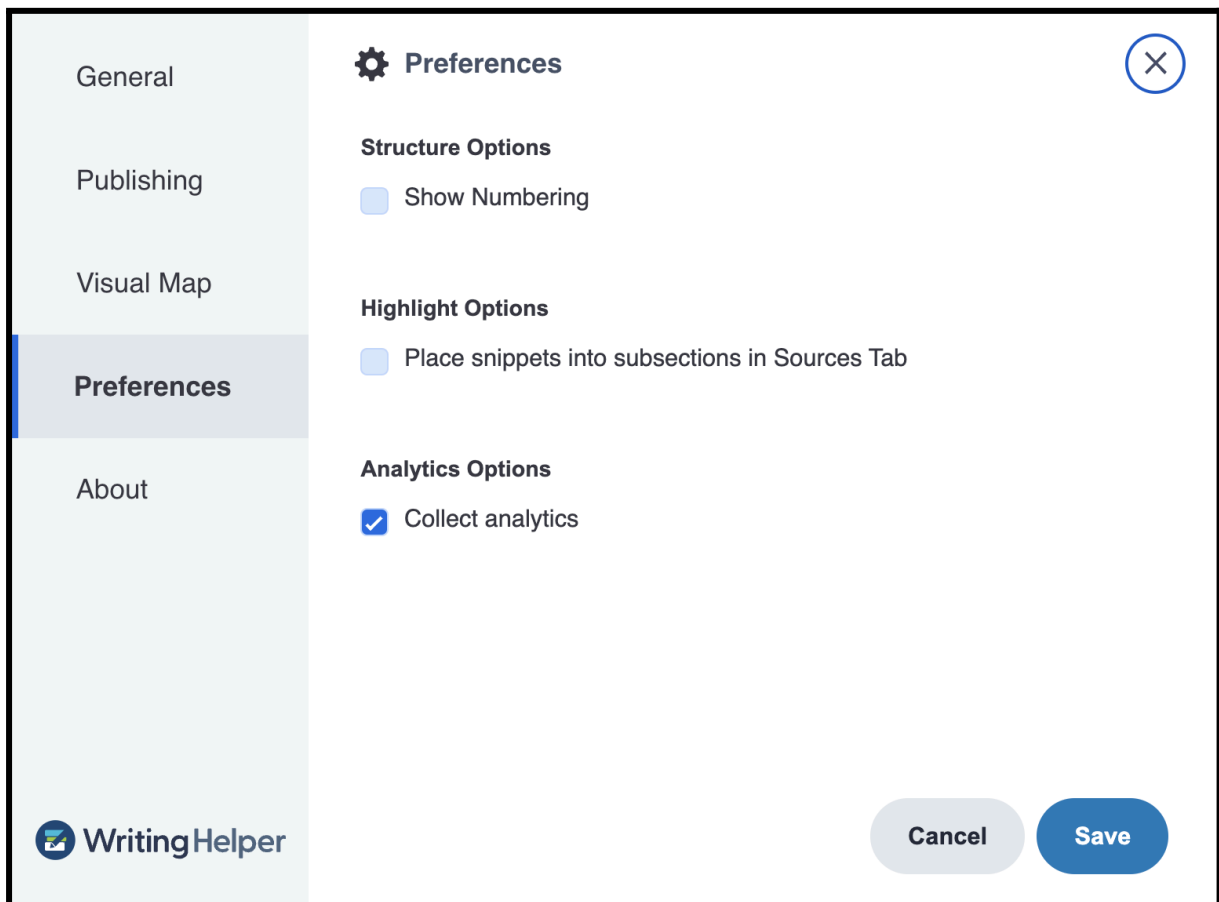 General
Publishing
Visual Map
Preferences
About
WritingHelper
Preferences
Structure Options
Show Numbering
Highlight Options
Place snippets into subsections in Sources Tab
Analytics Options
Collect analytics
Cancel
Save